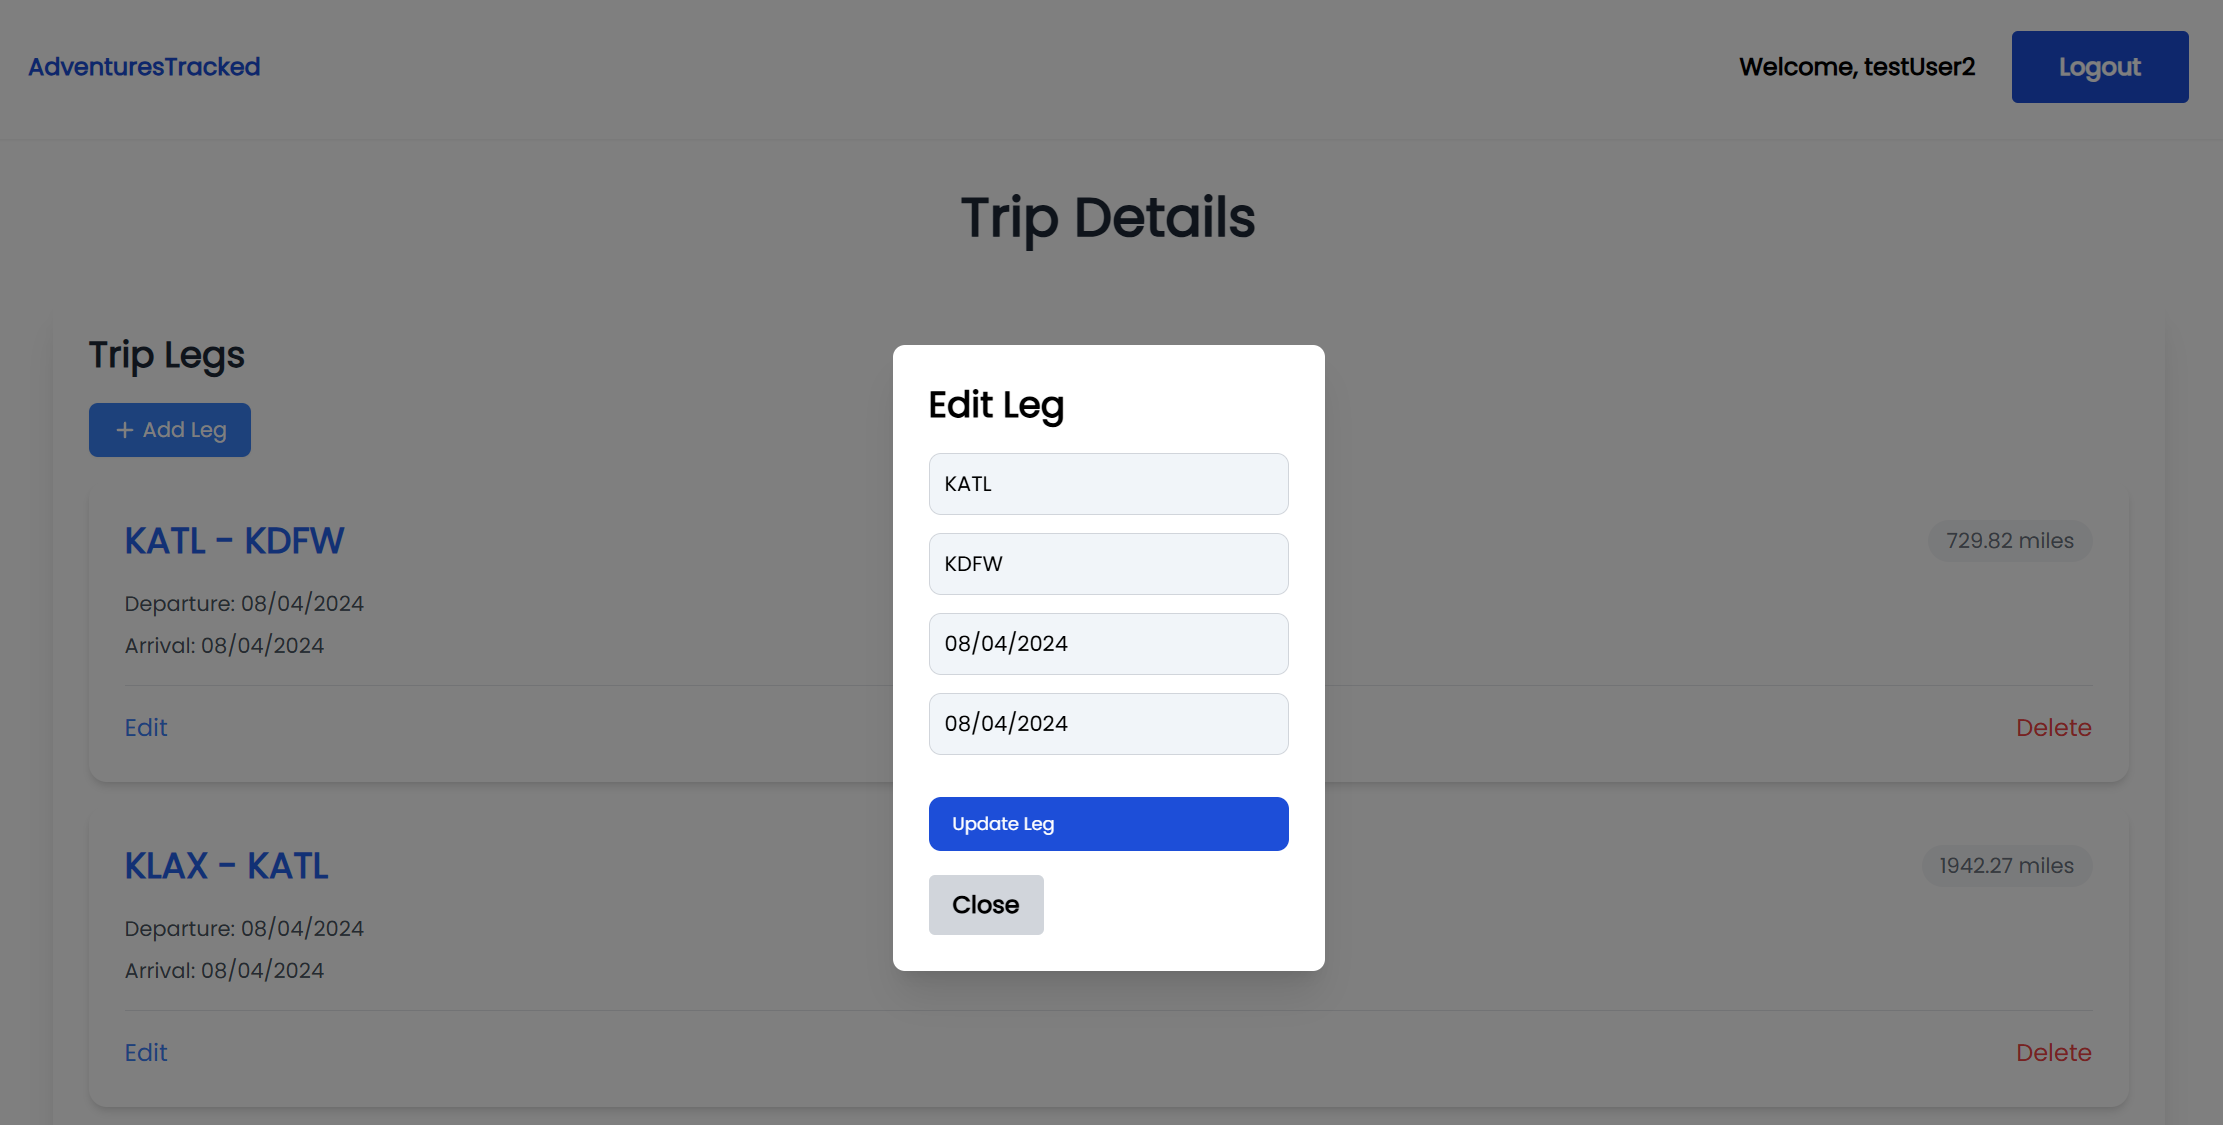 AdventuresTracked
Welcome, testUser2
Logout
Trip Details
Trip Legs
+ Add Leg
KATL - KDFW
729.82 miles
Departure: 08/04/2024
Arrival: 08/04/2024
Edit
Delete
KLAX - KATL
1942.27 miles
Departure: 08/04/2024
Arrival: 08/04/2024
Edit
Delete
Edit Leg
KATL
KDFW
08/04/2024
08/04/2024
Update Leg
Close